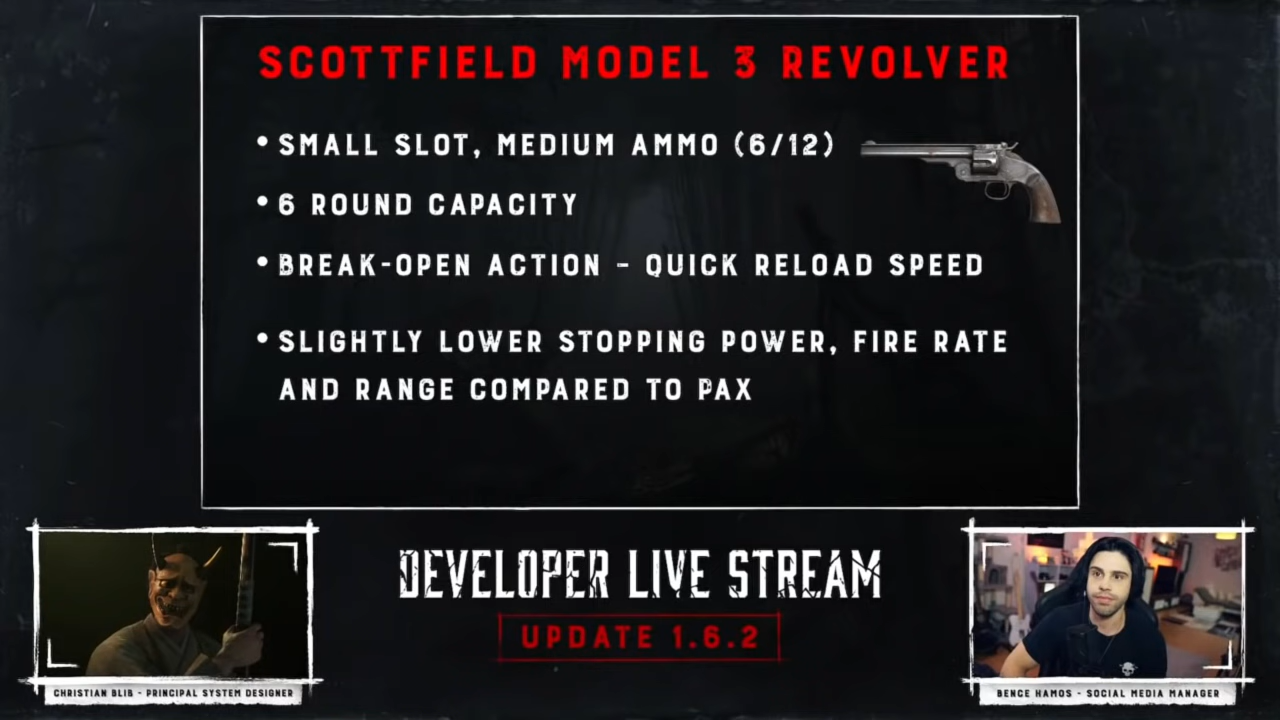 SCOTTFIELD MODEL 3 REVOLVER
• SMALL SLOT, MEDIUM AMMO (6/12)
• 6 ROUND CAPACITY
• BREAK-OPEN ACTION - QUICK RELOAD SPEED
• SLIGHTLY LOWER STOPPING POWER, FIRE RATE
AND RANGE COMPARED TO PAX
DEVELOPER LIVE STREAM
UPDATE 1.6.2
CHRISTIAN BLIB - PRINCIPAL SYSTEM DESIGNER
BENCE HAMOS - SOCIAL MEDIA MANAGER